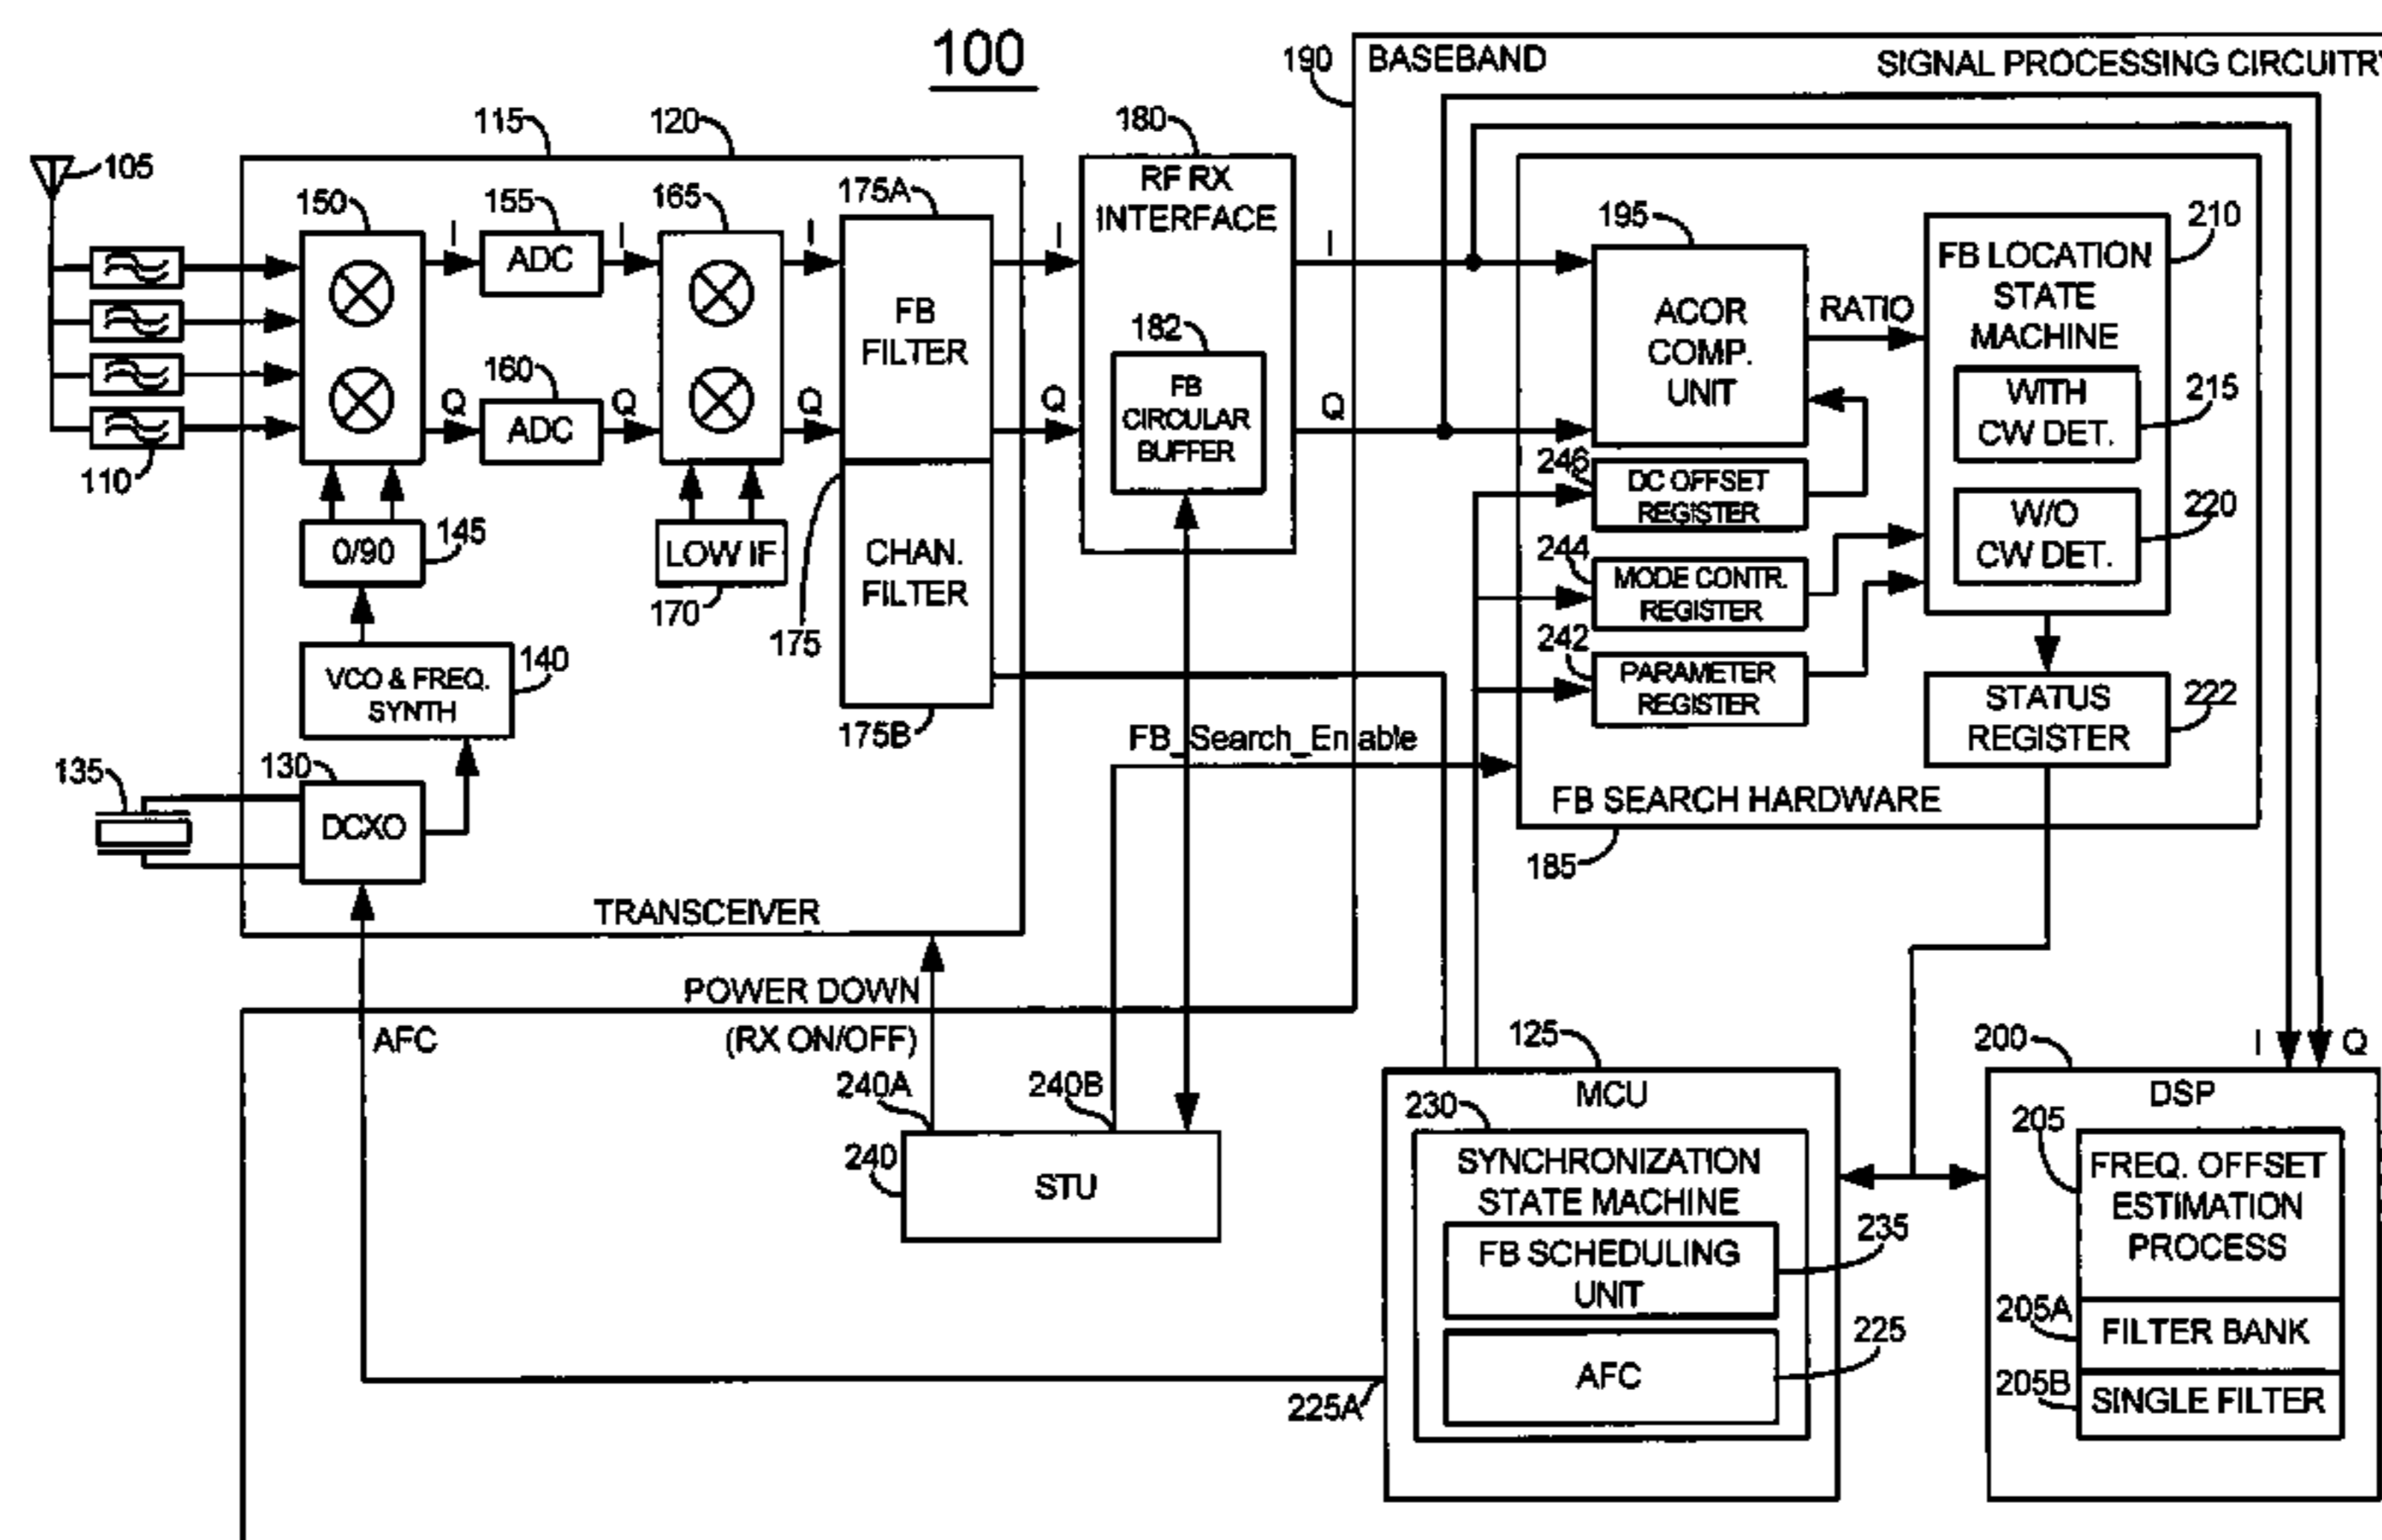 100
190
BASEBAND
SIGNAL PROCESSING CIRCUITRY
105
115
120
180
RF RX
INTERFACE
150
155
165
175A
195
210
I
ADC
I
I
FB
FILTER
I
I
ACOR
COMP.
UNIT
RATIO
FB LOCATION
STATE
MACHINE
182
FB
CIRCULAR
BUFFER
160
Q
ADC
Q
Q
Q
Q
WITH
CW DET.
215
110
246
DC OFFSET
REGISTER
W/O
CW DET.
220
0/90
145
LOW IF
170
CHAN.
FILTER
175
244
MODE CONTR.
REGISTER
242
PARAMETER
REGISTER
VCO & FREQ.
SYNTH
140
175B
FB_Search_Enable
STATUS
REGISTER
222
135
130
DCXO
FB SEARCH HARDWARE
185
TRANSCEIVER
POWER DOWN
(RX ON/OFF)
AFC
240A
240B
240
STU
125
MCU
230
SYNCHRONIZATION
STATE MACHINE
FB SCHEDULING
UNIT
235
AFC
225
225A
I
Q
200
DSP
205
FREQ. OFFSET
ESTIMATION
PROCESS
205A
FILTER BANK
205B
SINGLE FILTER